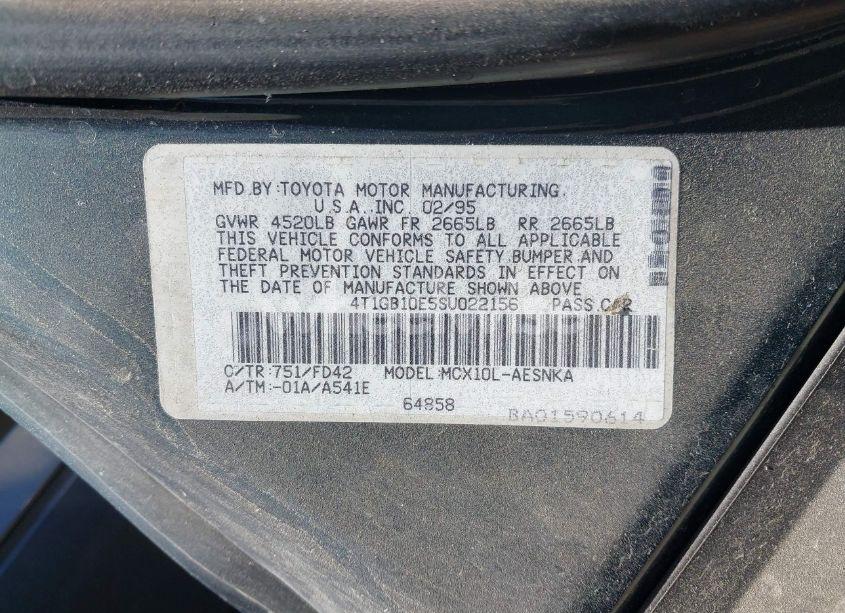 MFD.BY:TOYOTA MOTOR MANUFACTURING.
U.S.A.,INC. 02/95
GVWR 4520LB GAWR FR 2665LB RR 2665LB
THIS VEHICLE CONFORMS TO ALL APPLICABLE
FEDERAL MOTOR VEHICLE SAFETY,BUMPER,AND
THEFT PREVENTION STANDARDS IN EFFECT ON
THE DATE OF MANUFACTURE SHOWN ABOVE
4T1GB10E5SU022156 PASS.CAR
C/TR:751/FD42 MODEL:MCX10L-AESNKA
A/TM:-01A/A541E
64858
BA01590614